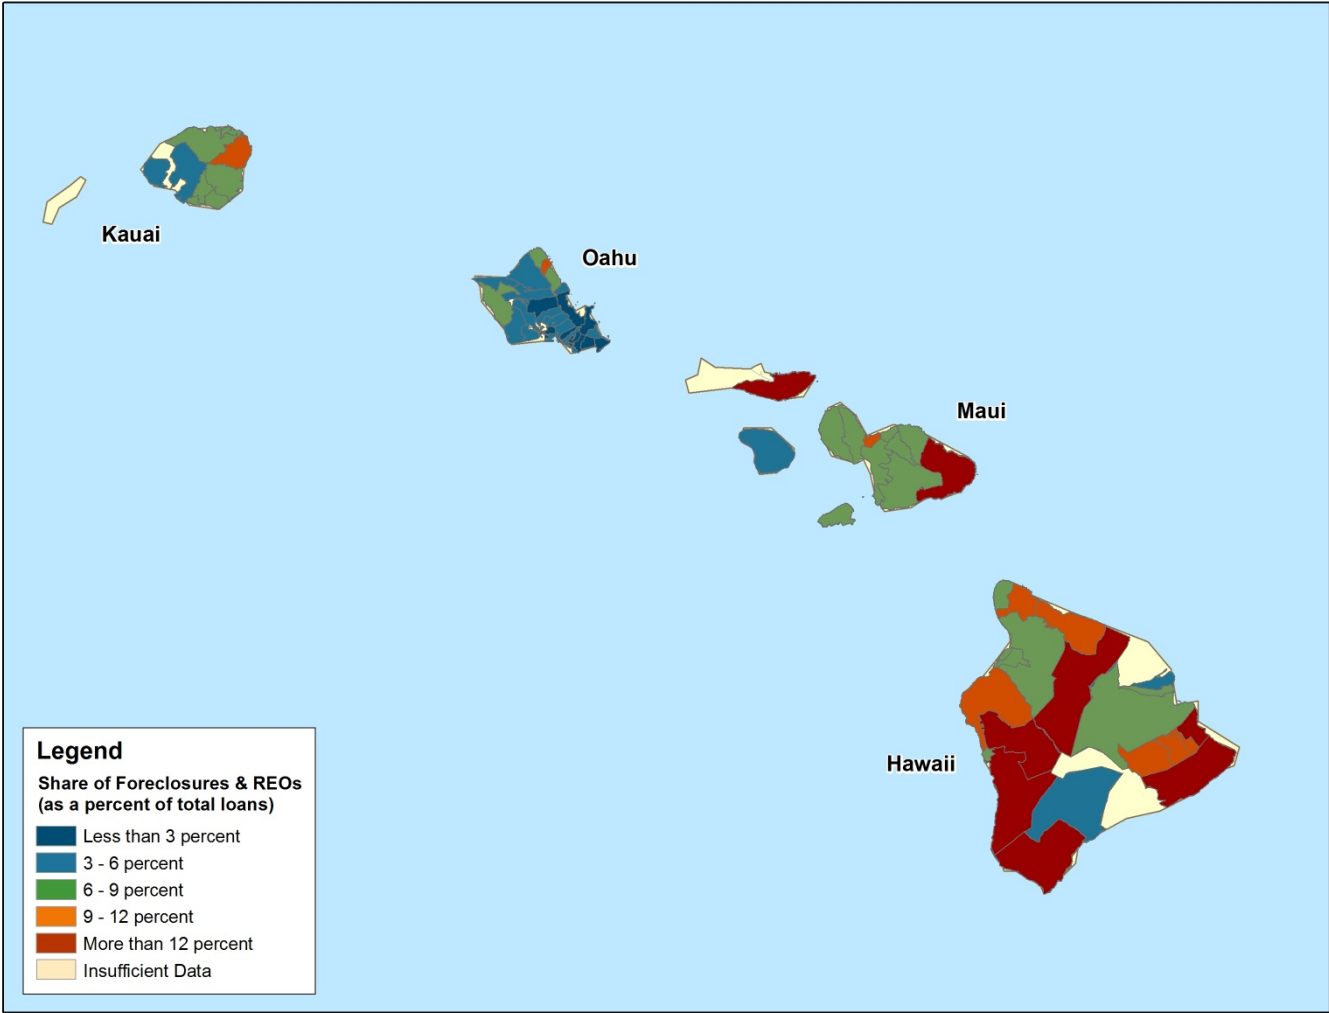 Kauai
Oahu
Maui
Hawaii
Legend
Share of Foreclosures & REOs
(as a percent of total loans)
Less than 3 percent
3 - 6 percent
6 - 9 percent
9 - 12 percent
More than 12 percent
Insufficient Data